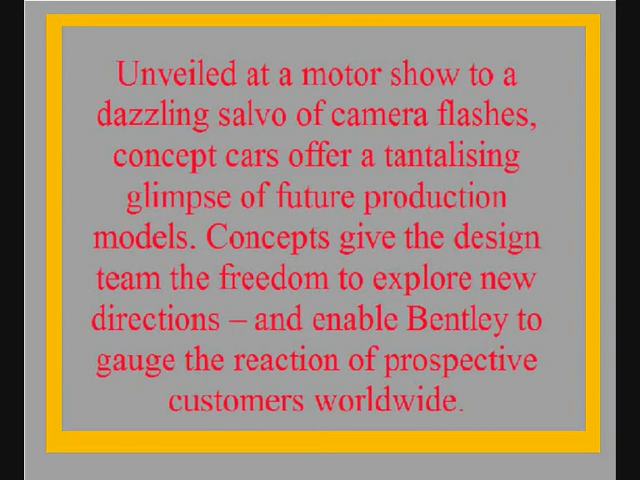 Unveiled at a motor show to a
dazzling salvo of camera flashes,
concept cars offer a tantalising
glimpse of future production
models. Concepts give the design
team the freedom to explore new
directions – and enable Bentley to
gauge the reaction of prospective
customers worldwide.